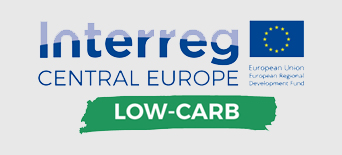 Interreg
CENTRAL EUROPE
European Union
European Regional
Development Fund
LOW-CARB